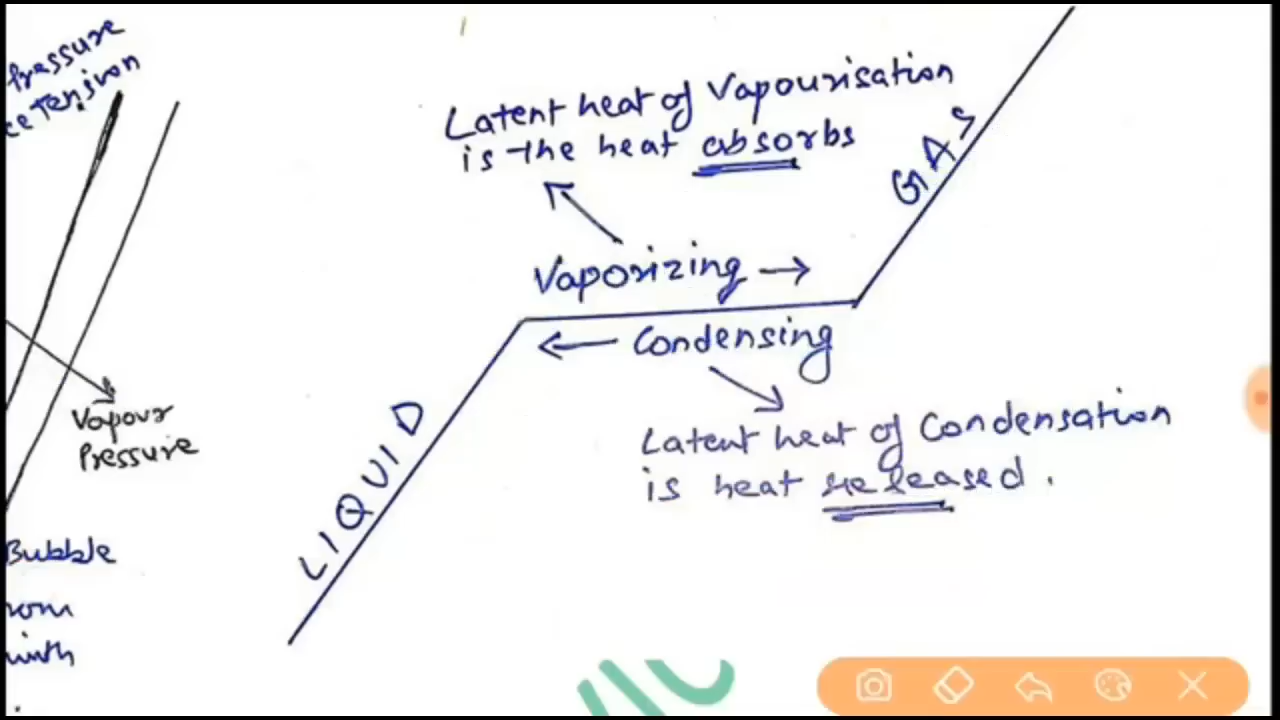 Pressure
ce Tension
Latent heat of Vapourisation
is the heat absorbs
GAS
Vaporizing →
← Condensing
Latent heat of Condensation
is heat released.
LIQUID
Vapour
Pressure
Bubble
with